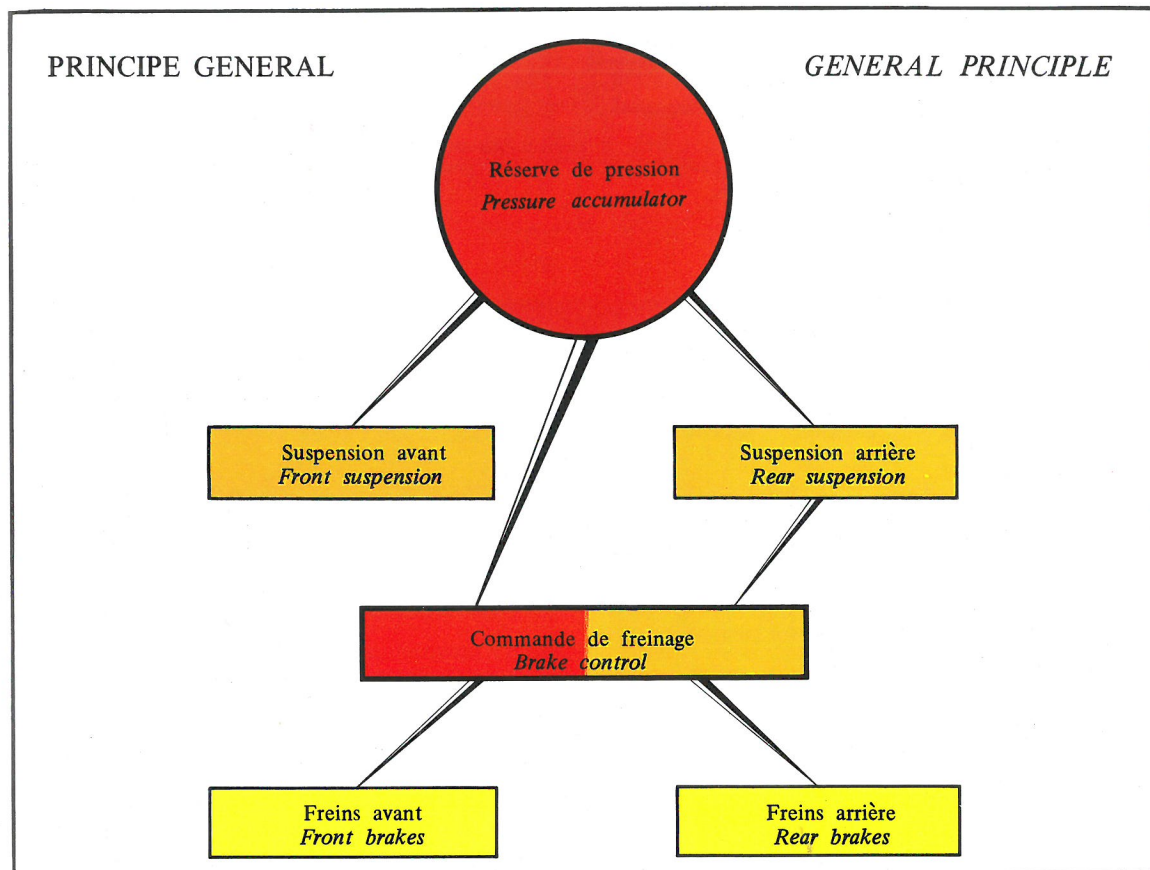 PRINCIPE GENERAL
GENERAL PRINCIPLE
Réserve de pression
Pressure accumulator
Suspension avant
Front suspension
Suspension arrière
Rear suspension
Commande de freinage
Brake control
Freins avant
Front brakes
Freins arrière
Rear brakes